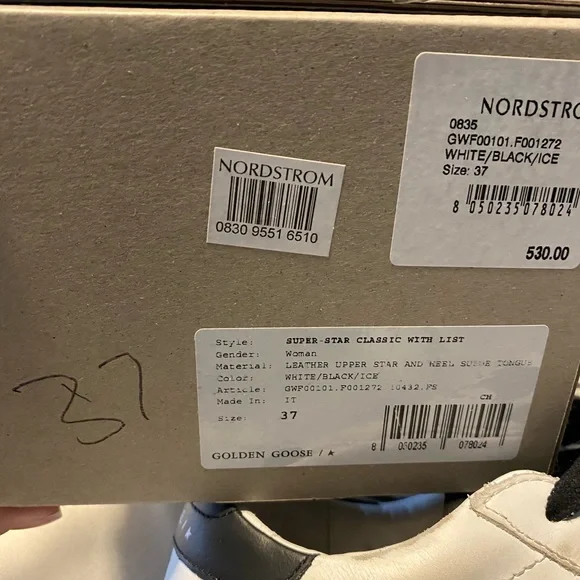 NORDSTRO
0835
GWF00101.F001272
WHITE/BLACK/ICE
Size: 37
8 050235 078024
530.00
NORDSTROM
0830 9551 6510
Style: SUPER-STAR CLASSIC WITH LIST
Gender: Woman
Material: LEATHER UPPER STAR AND HEEL SUEDE TONGUE
Color: WHITE/BLACK/ICE
Article: GWF00101.F001272 10432.FS
Made In: IT
CH
Size: 37
8 050235 078024
GOLDEN GOOSE / ★
37